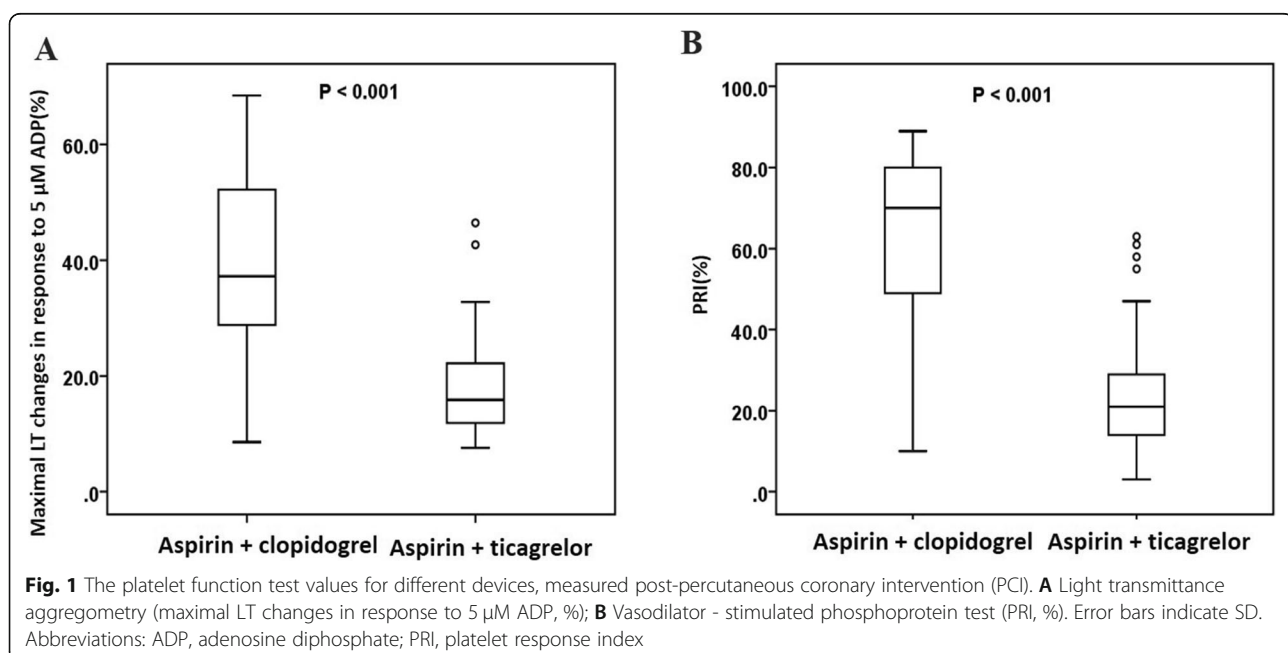 A
B
Maximal LT changes in response to 5 µM ADP(%)
P < 0.001
60.0
40.0
20.0
.0
Aspirin + clopidogrel
Aspirin + ticagrelor
PRI(%)
P < 0.001
100.0
80.0
60.0
40.0
20.0
.0
Aspirin + clopidogrel
Aspirin + ticagrelor
Fig. 1 The platelet function test values for different devices, measured post-percutaneous coronary intervention (PCI). A Light transmittance
aggregometry (maximal LT changes in response to 5 µM ADP, %); B Vasodilator - stimulated phosphoprotein test (PRI, %). Error bars indicate SD.
Abbreviations: ADP, adenosine diphosphate; PRI, platelet response index